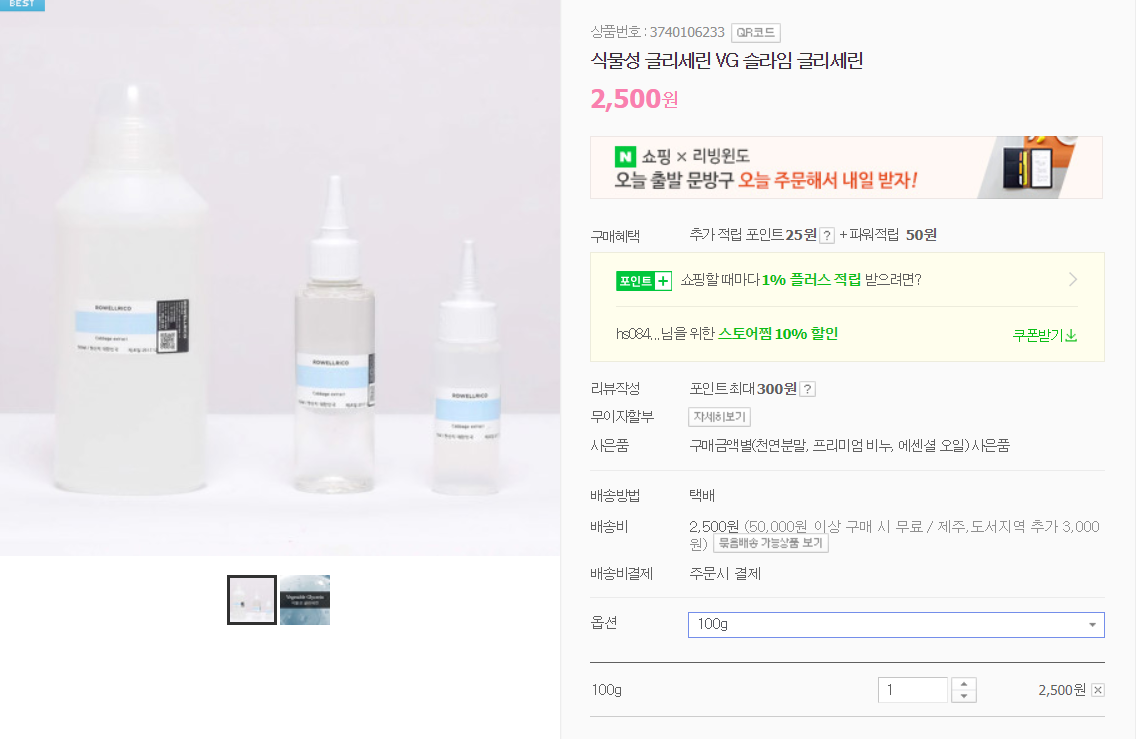 BEST
상품번호 : 3740106233 QR코드
식물성 글리세린 VG 슬라임 글리세린
2,500원
N 쇼핑 × 리빙윈도
오늘 출발 문방구 오늘 주문해서 내일 받자!
구매혜택 추가 적립 포인트 25원 ? + 파워적립 50원
포인트+ 쇼핑할 때마다 1% 플러스 적립 받으려면?
hs084... 님을 위한 스토어찜 10% 할인 쿠폰받기
리뷰작성 포인트 최대 300원 ?
무이자할부 자세히보기
사은품 구매금액별(천연분말, 프리미엄 비누, 에센셜 오일) 사은품
배송방법 택배
배송비 2,500원 (50,000원 이상 구매 시 무료 / 제주,도서지역 추가 3,000
원) 묶음배송 가능상품 보기
배송비결제 주문시 결제
옵션 100g
100g 1 2,500원
BOWELLRICO
Cabbage extract
BOWELLRICO
Cabbage extract
BOWELLRICO
Cabbage extract
Vegetable Glycerin